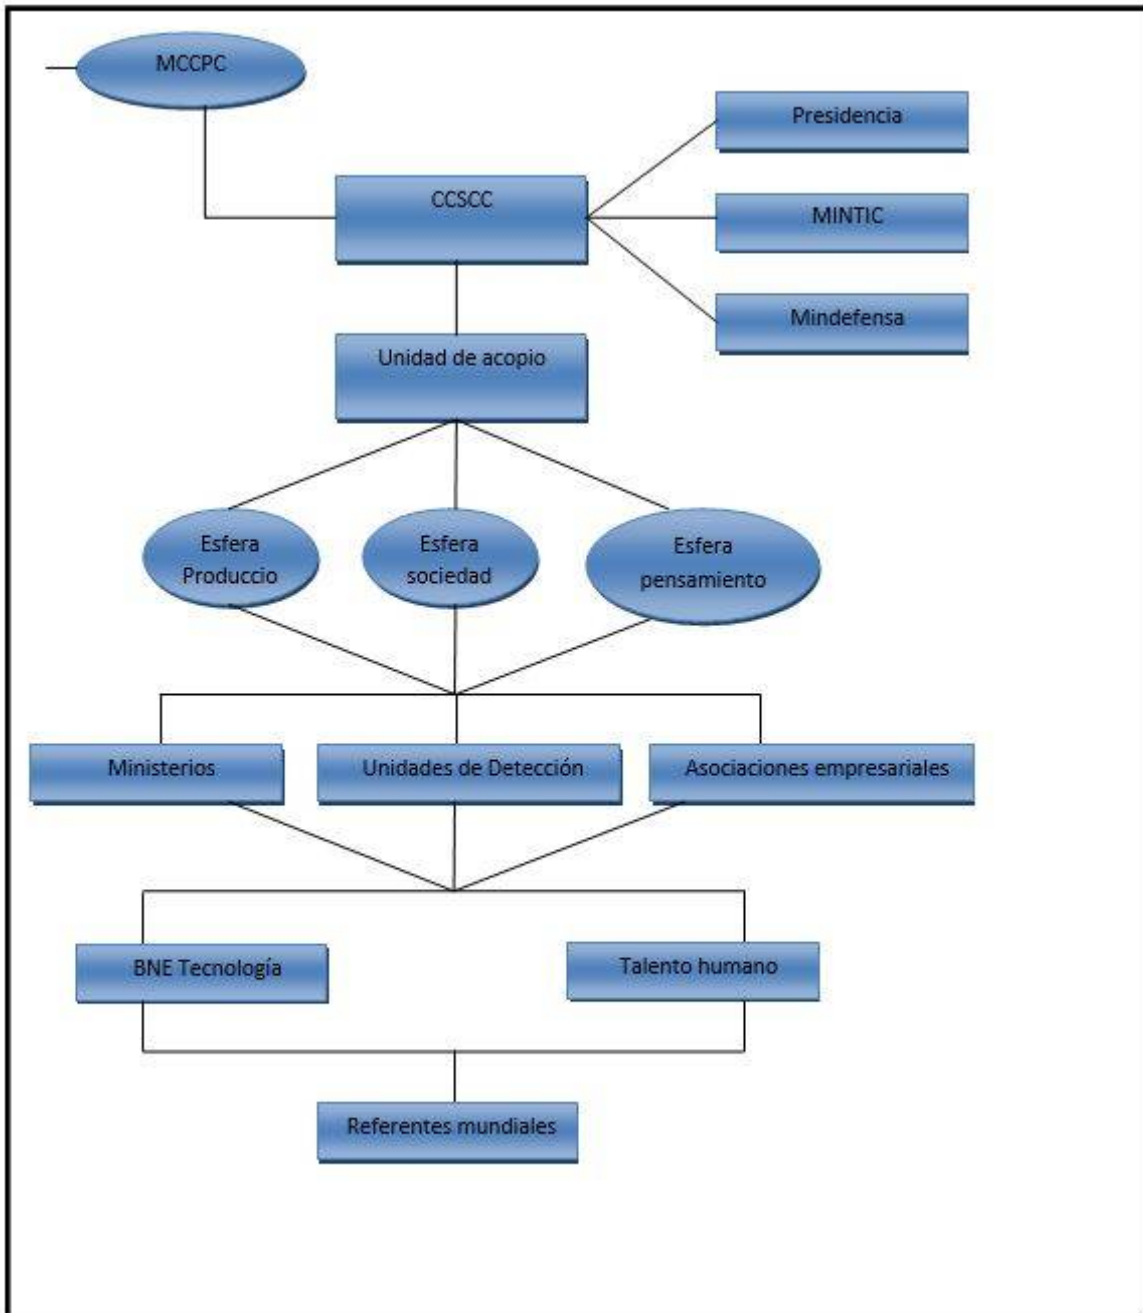 MCCPC
Presidencia
CCSCC
MINTIC
Mindefensa
Unidad de acopio
Esfera
Produccio
Esfera
sociedad
Esfera
pensamiento
Ministerios
Unidades de Detección
Asociaciones empresariales
BNE Tecnología
Talento humano
Referentes mundiales